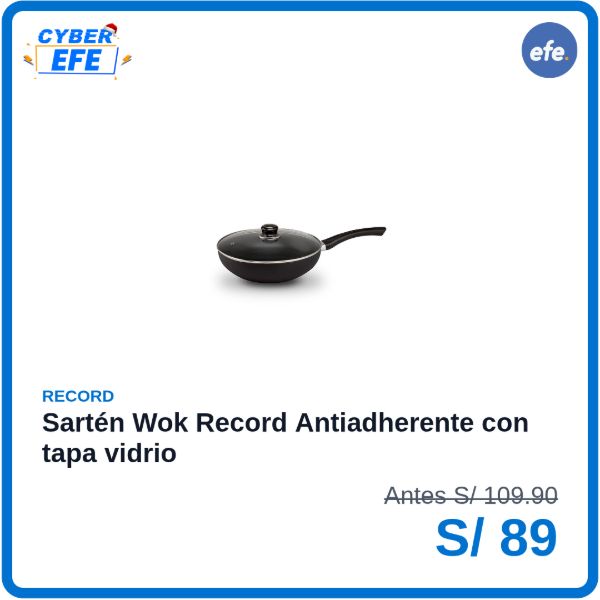 CYBER
EFE
efe.
RECORD
Sartén Wok Record Antiadherente con
tapa vidrio
Antes S/ 109.90
S/ 89